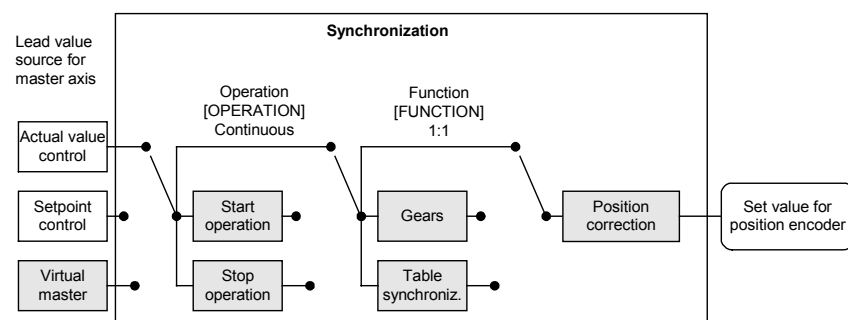 Synchronization
Lead value
source for
master axis
Operation
[OPERATION]
Continuous
Function
[FUNCTION]
1:1
Actual value
control
Setpoint
control
Start
operation
Gears
Position
correction
Set value for
position encoder
Virtual
master
Stop
operation
Table
synchroniz.